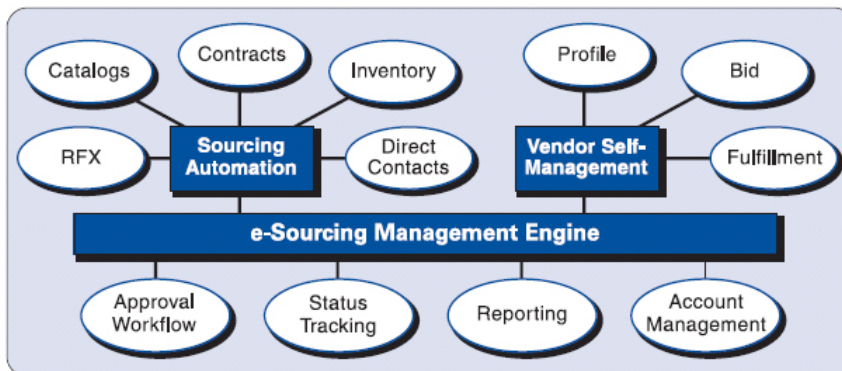 Contracts
Profile
Catalogs
Inventory
Bid
Sourcing
Automation
Vendor Self-
Management
RFX
Direct
Contacts
Fulfillment
e-Sourcing Management Engine
Approval
Workflow
Status
Tracking
Reporting
Account
Management